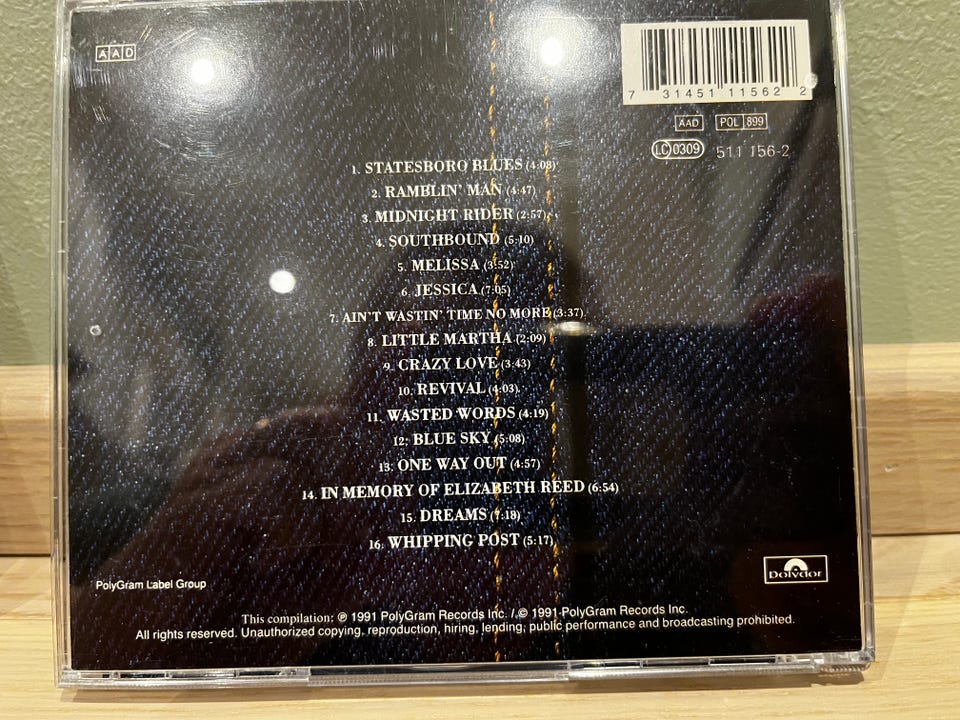 AAD
7 31451 11562 2
AAD POL 899
LC 0309 511 156-2
1. STATESBORO BLUES (4:08)
2. RAMBLIN' MAN (4:47)
3. MIDNIGHT RIDER (2:57)
4. SOUTHBOUND (5:10)
5. MELISSA (3:52)
6. JESSICA (7:05)
7. AIN'T WASTIN' TIME NO MORE (3:37)
8. LITTLE MARTHA (2:09)
9. CRAZY LOVE (3:43)
10. REVIVAL (4:03)
11. WASTED WORDS (4:19)
12. BLUE SKY (5:08)
13. ONE WAY OUT (4:57)
14. IN MEMORY OF ELIZABETH REED (6:54)
15. DREAMS (7:18)
16. WHIPPING POST (5:17)
PolyGram Label Group
Polydor
This compilation: ℗ 1991 PolyGram Records Inc. / © 1991 PolyGram Records Inc.
All rights reserved. Unauthorized copying, reproduction, hiring, lending, public performance and broadcasting prohibited.